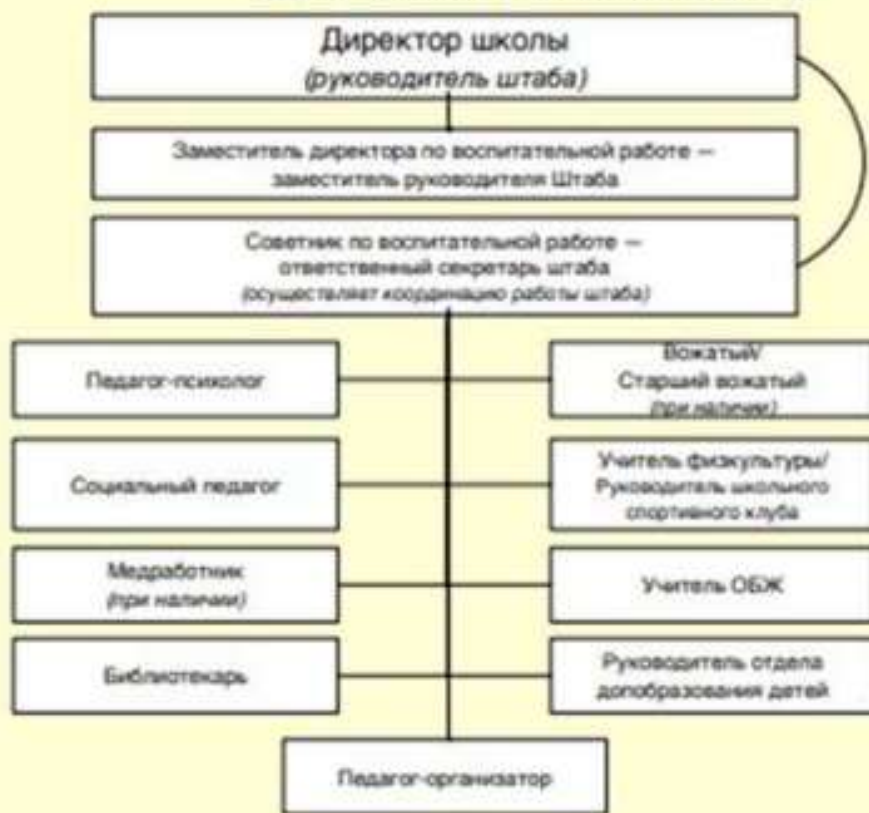 Директор школы
(руководитель штаба)
Заместитель директора по воспитательной работе —
заместитель руководителя Штаба
Советник по воспитательной работе —
ответственный секретарь штаба
(осуществляет координацию работы штаба)
Педагог-психолог
Вожатый/
Старший вожатый
(при наличии)
Социальный педагог
Учитель физкультуры/
Руководитель школьного
спортивного клуба
Медработник
(при наличии)
Учитель ОБЖ
Библиотекарь
Руководитель отдела
допобразования детей
Педагог-организатор